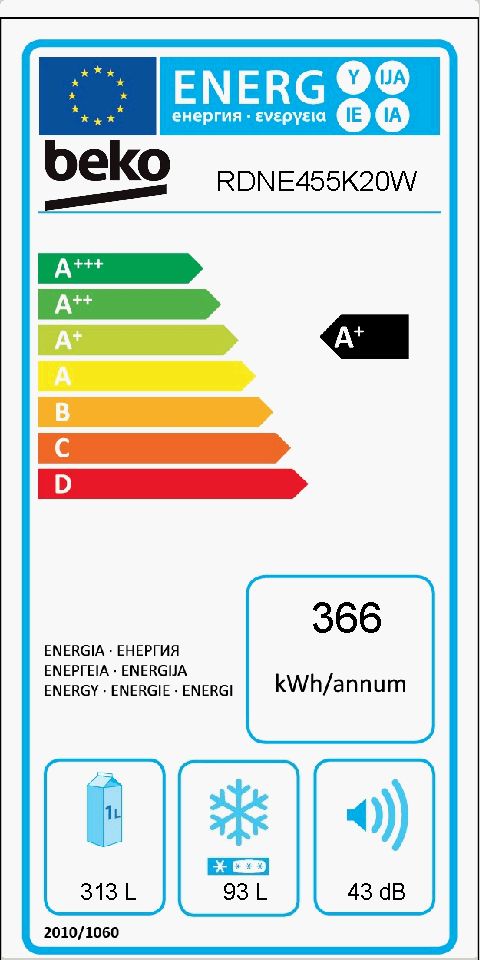 ENERG Y IJA
енергия · ενεργεια IE IA
beko
RDNE455K20W
A+++
A++
A+
A+
A
B
C
D
366
kWh/annum
ENERGIA · ЕНЕРГИЯ
ΕΝΕΡΓΕΙΑ · ENERGIJA
ENERGY · ENERGIE · ENERGI
1L
313 L
93 L
43 dB
2010/1060